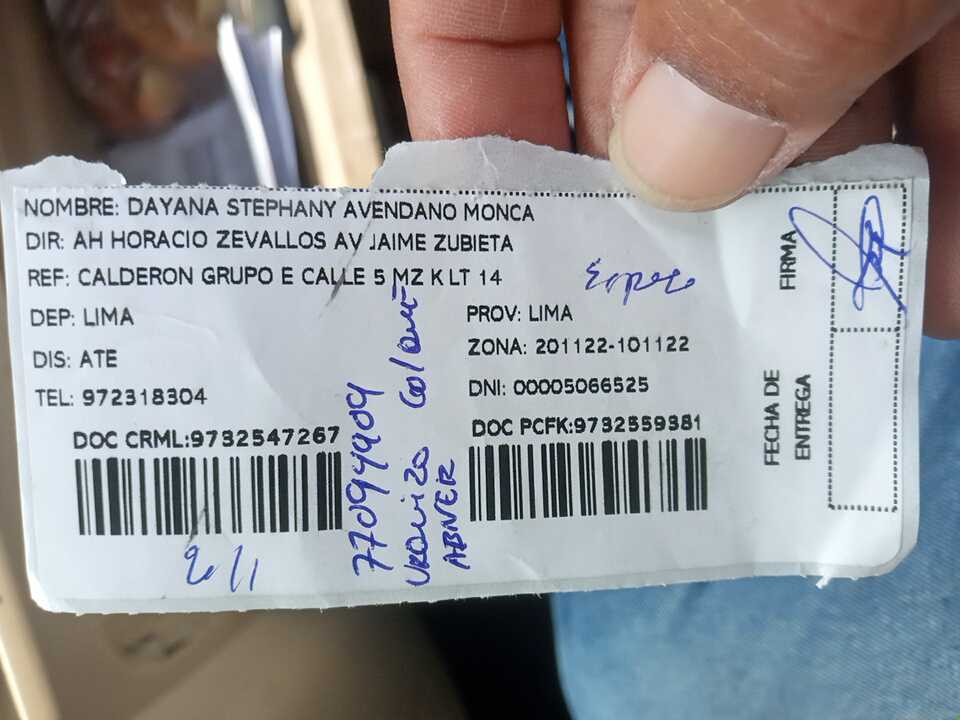 NOMBRE: DAYANA STEPHANY AVENDANO MONCA
DIR: AH HORACIO ZEVALLOS AV JAIME ZUBIETA
REF: CALDERON GRUPO E CALLE 5 MZ K LT 14
DEP: LIMA
PROV: LIMA
DIS: ATE
ZONA: 201122-101122
TEL: 972318304
DNI: 00005066525
DOC CRML:9732547267
DOC PCFK:9732559381
FIRMA
FECHA DE
ENTREGA
Esposo
77094909
ABNER